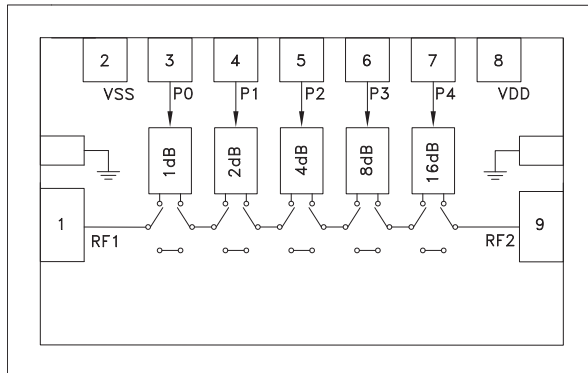 2 3 4 5 6 7 8
VSS P0 P1 P2 P3 P4 VDD
1dB 2dB 4dB 8dB 16dB
1 RF1 RF2 9